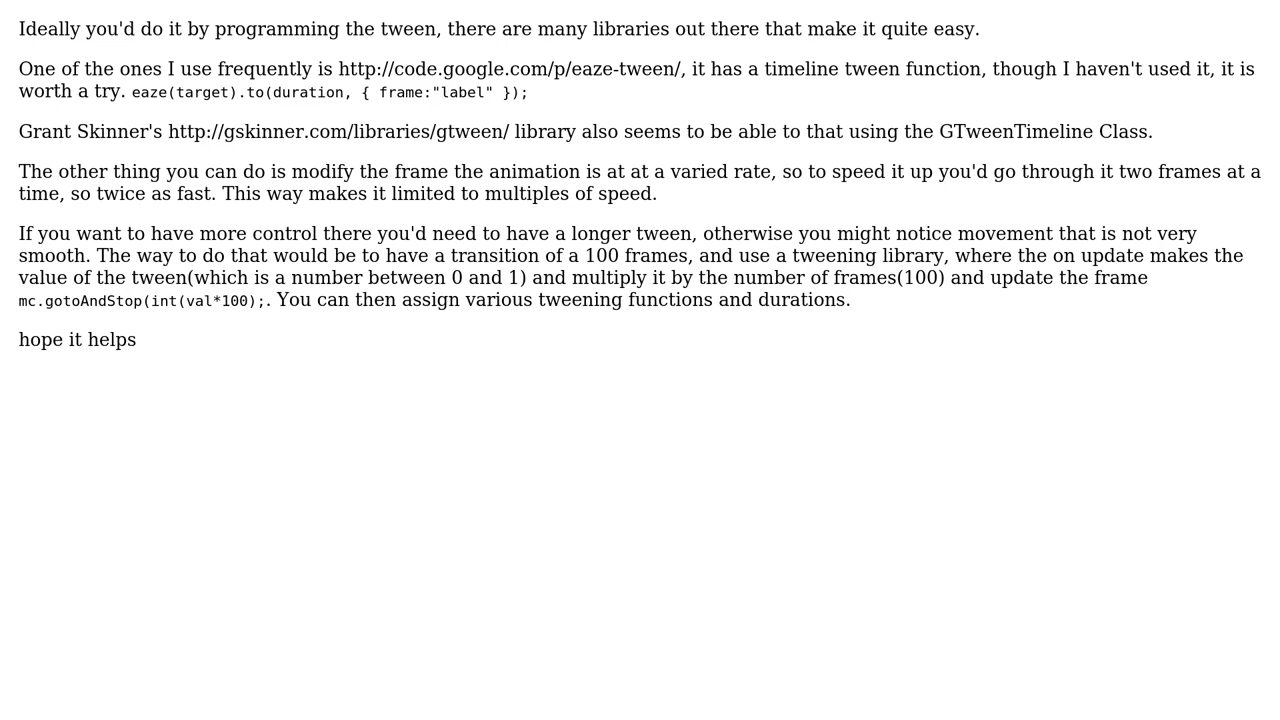 Ideally you'd do it by programming the tween, there are many libraries out there that make it quite easy.
One of the ones I use frequently is http://code.google.com/p/eaze-tween/, it has a timeline tween function, though I haven't used it, it is
worth a try. eaze(target).to(duration, { frame:"label" });
Grant Skinner's http://gskinner.com/libraries/gtween/ library also seems to be able to that using the GTweenTimeline Class.
The other thing you can do is modify the frame the animation is at at a varied rate, so to speed it up you'd go through it two frames at a
time, so twice as fast. This way makes it limited to multiples of speed.
If you want to have more control there you'd need to have a longer tween, otherwise you might notice movement that is not very
smooth. The way to do that would be to have a transition of a 100 frames, and use a tweening library, where the on update makes the
value of the tween(which is a number between 0 and 1) and multiply it by the number of frames(100) and update the frame
mc.gotoAndStop(int(val*100);. You can then assign various tweening functions and durations.
hope it helps